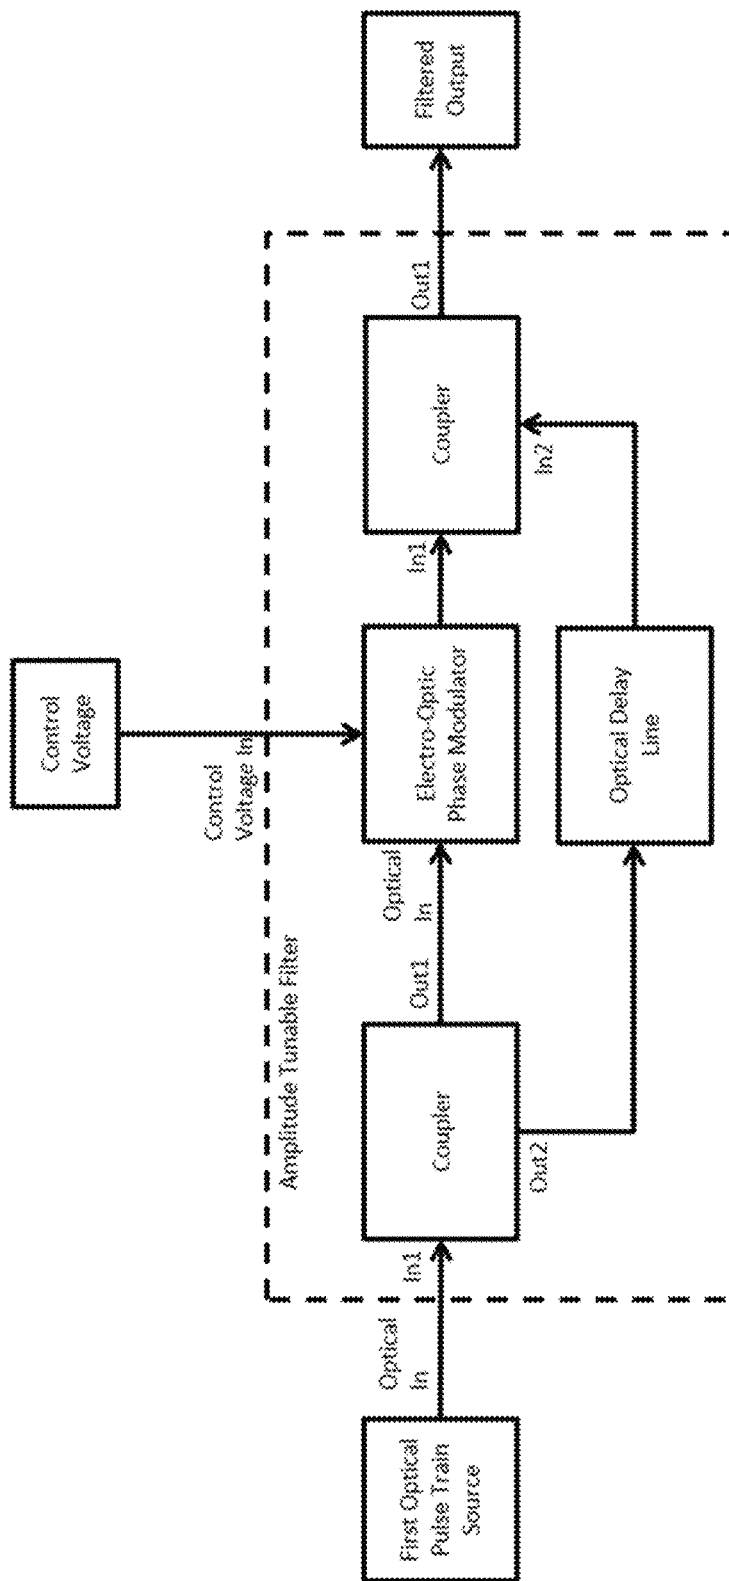 Control
Voltage
Control
Voltage In
Amplitude Tunable Filter
First Optical
Pulse Train
Source
Optical
In
In1
Coupler
Out1
Out2
Optical
In
Electro-Optic
Phase Modulator
Optical Delay
Line
In1
In2
Coupler
Out1
Filtered
Output